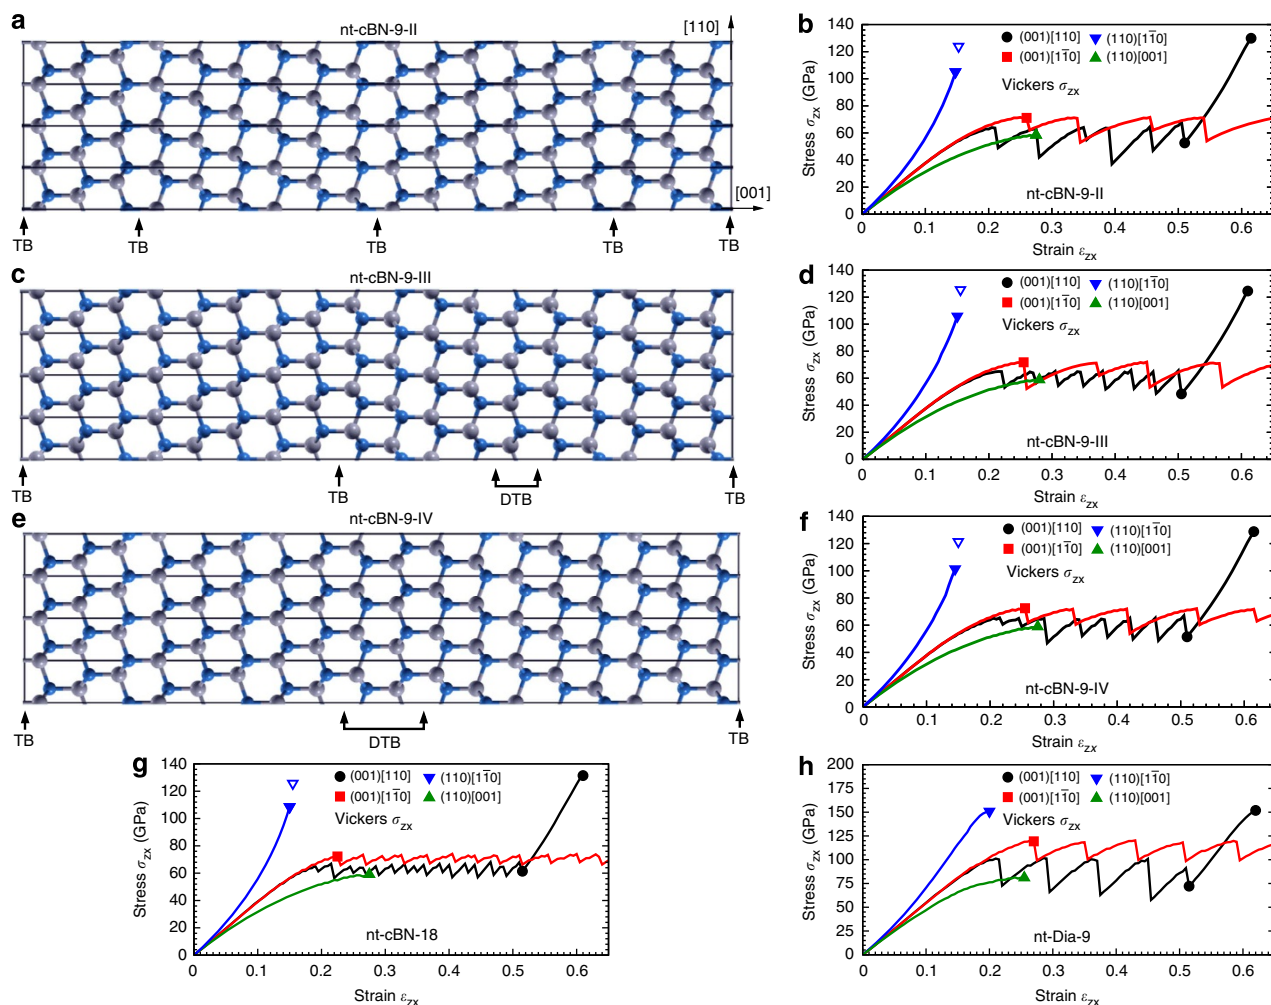 a
nt-cBN-9-II
[110]
[001]
TB
TB
TB
TB
TB
b
140
120
100
80
60
40
20
0
Stress σzx (GPa)
(001)[110]
(110)[11̄0]
(001)[11̄0]
(110)[001]
Vickers σzx
nt-cBN-9-II
0
0.1
0.2
0.3
0.4
0.5
0.6
Strain εzx
c
nt-cBN-9-III
TB
TB
DTB
TB
d
140
120
100
80
60
40
20
0
Stress σzx (GPa)
(001)[110]
(110)[11̄0]
(001)[11̄0]
(110)[001]
Vickers σzx
nt-cBN-9-III
0
0.1
0.2
0.3
0.4
0.5
0.6
Strain εzx
e
nt-cBN-9-IV
TB
DTB
TB
f
140
120
100
80
60
40
20
0
Stress σzx (GPa)
(001)[110]
(110)[11̄0]
(001)[11̄0]
(110)[001]
Vickers σzx
nt-cBN-9-IV
0
0.1
0.2
0.3
0.4
0.5
0.6
Strain εzx
g
140
120
100
80
60
40
20
0
Stress σzx (GPa)
(001)[110]
(110)[11̄0]
(001)[11̄0]
(110)[001]
Vickers σzx
nt-cBN-18
0
0.1
0.2
0.3
0.4
0.5
0.6
Strain εzx
h
200
175
150
125
100
75
50
25
0
Stress σzx (GPa)
(001)[110]
(110)[11̄0]
(001)[11̄0]
(110)[001]
Vickers σzx
nt-Dia-9
0
0.1
0.2
0.3
0.4
0.5
0.6
Strain εzx